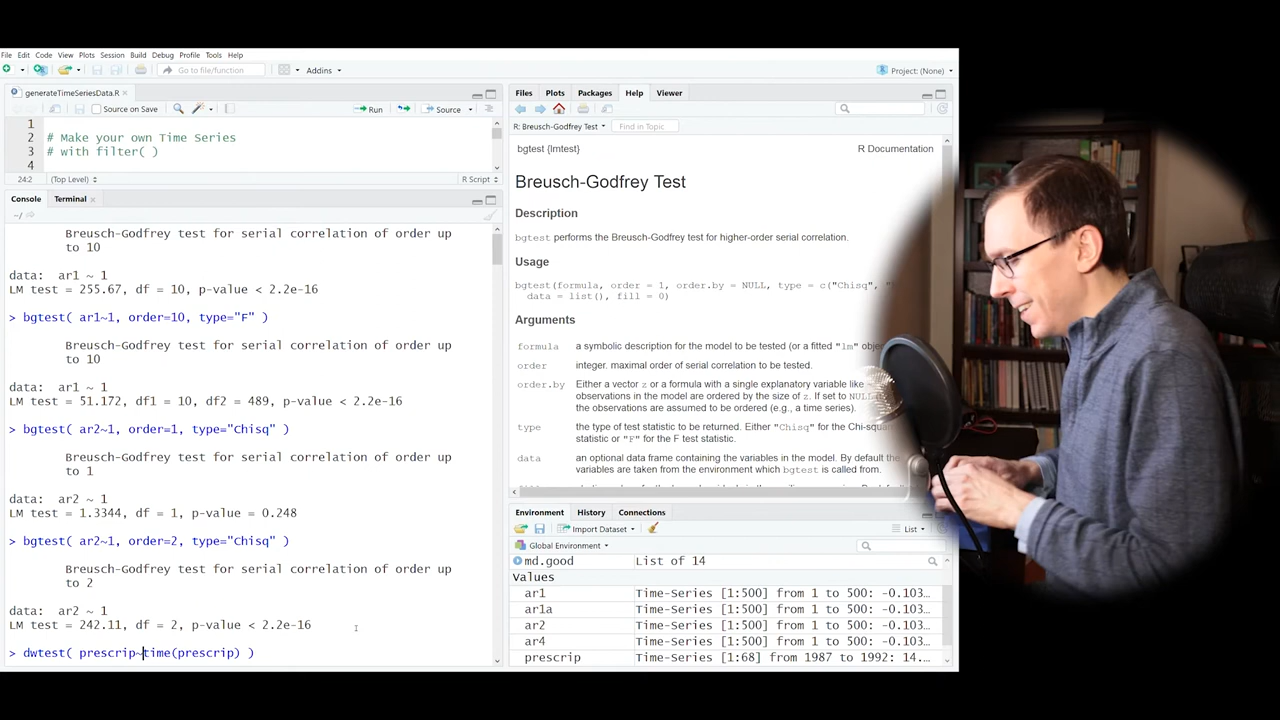 File Edit Code View Plots Session Build Debug Profile Tools Help
Go to file/function
Addins
Project: (None)
generateTimeSeriesData.R
Source on Save
Run
Source
1
2 # Make your own Time Series
3 # with filter( )
4
24:2
(Top Level)
R Script
Console Terminal
~/
Breusch-Godfrey test for serial correlation of order up
to 10
data: ar1 ~ 1
LM test = 255.67, df = 10, p-value < 2.2e-16
> bgtest( ar1~1, order=10, type="F" )
Breusch-Godfrey test for serial correlation of order up
to 10
data: ar1 ~ 1
LM test = 51.172, df1 = 10, df2 = 489, p-value < 2.2e-16
> bgtest( ar2~1, order=1, type="Chisq" )
Breusch-Godfrey test for serial correlation of order up
to 1
data: ar2 ~ 1
LM test = 1.3344, df = 1, p-value = 0.248
> bgtest( ar2~1, order=2, type="Chisq" )
Breusch-Godfrey test for serial correlation of order up
to 2
data: ar2 ~ 1
LM test = 242.11, df = 2, p-value < 2.2e-16
> dwtest( prescrip~time(prescrip) )
Files Plots Packages Help Viewer
R: Breusch-Godfrey Test
Find in Topic
bgtest {lmtest}
R Documentation
Breusch-Godfrey Test
Description
bgtest performs the Breusch-Godfrey test for higher-order serial correlation.
Usage
bgtest(formula, order = 1, order.by = NULL, type = c("Chisq",
data = list(), fill = 0)
Arguments
formula a symbolic description for the model to be tested (or a fitted "lm"
order integer. maximal order of serial correlation to be tested.
order.by Either a vector z or a formula with a single explanatory variable like
observations in the model are ordered by the size of z. If set to NULL
the observations are assumed to be ordered (e.g., a time series).
type the type of test statistic to be returned. Either "Chisq" for the
statistic or "F" for the F test statistic.
data an optional data frame containing the variables in the model. By default the
variables are taken from the environment which bgtest is called from.
Environment History Connections
Import Dataset
List
Global Environment
md.good List of 14
Values
ar1 Time-Series [1:500] from 1 to 500: -0.103…
ar1a Time-Series [1:500] from 1 to 500: -0.103…
ar2 Time-Series [1:500] from 1 to 500: -0.103…
ar4 Time-Series [1:500] from 1 to 500: -0.103…
prescrip Time-Series [1:68] from 1987 to 1992: 14.…